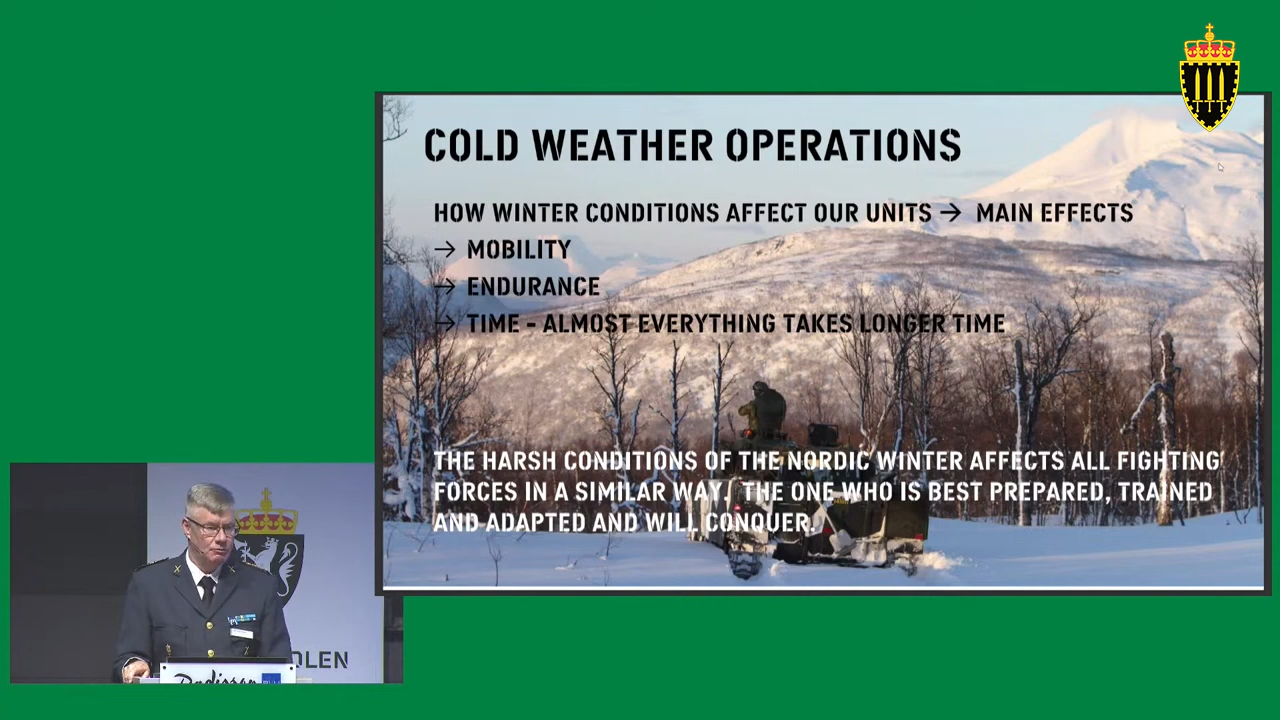 COLD WEATHER OPERATIONS
HOW WINTER CONDITIONS AFFECT OUR UNITS → MAIN EFFECTS
→ MOBILITY
→ ENDURANCE
→ TIME - ALMOST EVERYTHING TAKES LONGER TIME
THE HARSH CONDITIONS OF THE NORDIC WINTER AFFECTS ALL FIGHTING
FORCES IN A SIMILAR WAY. THE ONE WHO IS BEST PREPARED, TRAINED
AND ADAPTED AND WILL CONQUER.
OLEN
Radisson